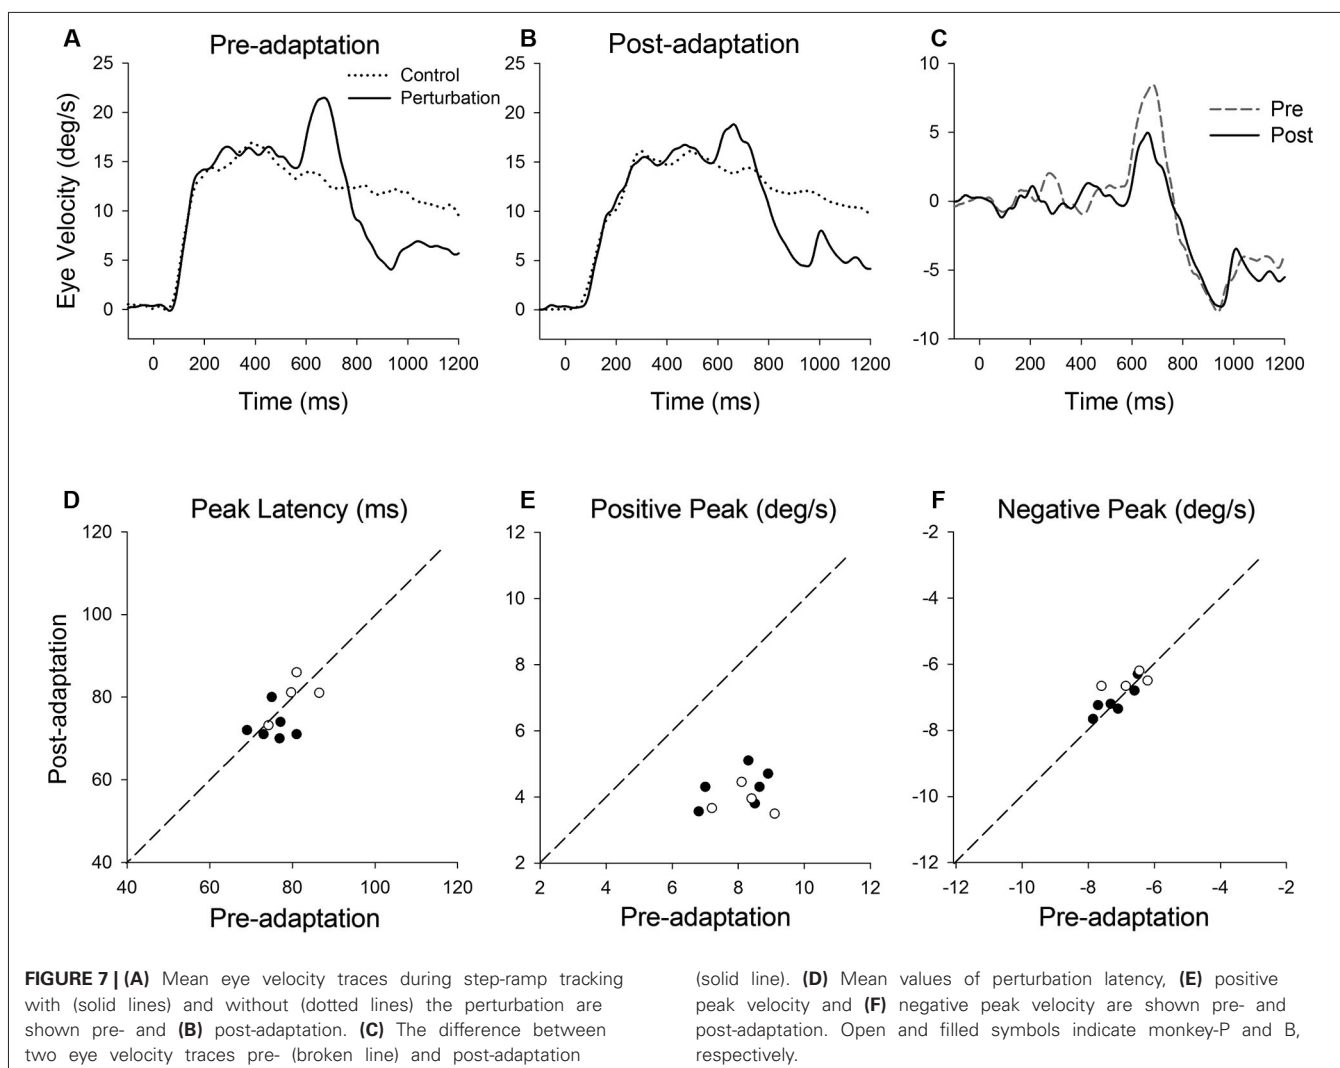 A
Pre-adaptation
Control
Perturbation
Eye Velocity (deg/s)
25
20
15
10
5
0
0 200 400 600 800 1000 1200
Time (ms)
B
Post-adaptation
25
20
15
10
5
0
0 200 400 600 800 1000 1200
Time (ms)
C
Pre
Post
10
5
0
-5
-10
0 200 400 600 800 1000 1200
Time (ms)
D
Peak Latency (ms)
Post-adaptation
120
100
80
60
40
40 60 80 100 120
Pre-adaptation
E
Positive Peak (deg/s)
12
10
8
6
4
2
2 4 6 8 10 12
Pre-adaptation
F
Negative Peak (deg/s)
-2
-4
-6
-8
-10
-12
-12 -10 -8 -6 -4 -2
Pre-adaptation
FIGURE 7 | (A) Mean eye velocity traces during step-ramp tracking
with (solid lines) and without (dotted lines) the perturbation are
shown pre- and (B) post-adaptation. (C) The difference between
two eye velocity traces pre- (broken line) and post-adaptation
(solid line). (D) Mean values of perturbation latency, (E) positive
peak velocity and (F) negative peak velocity are shown pre- and
post-adaptation. Open and filled symbols indicate monkey-P and B,
respectively.